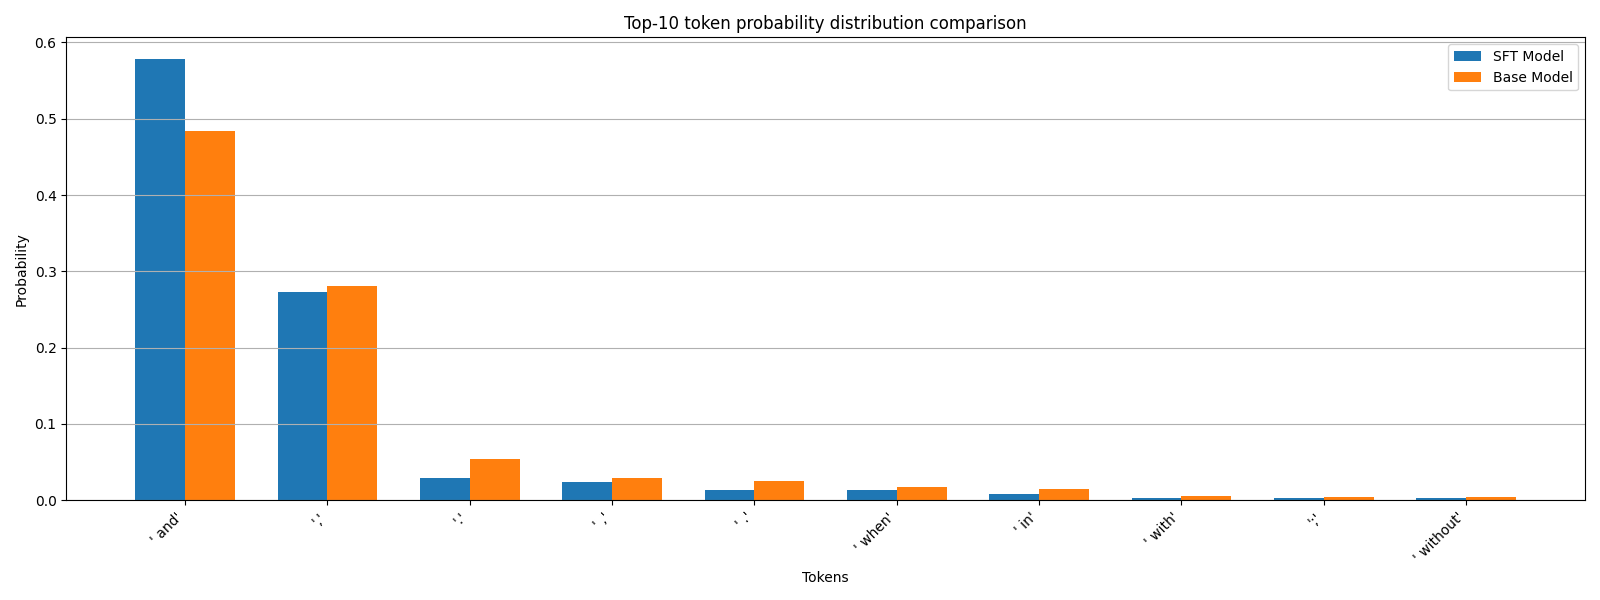 Top-10 token probability distribution comparison
SFT Model
Base Model
Probability
0.6
0.5
0.4
0.3
0.2
0.1
0.0
' and'
','
'.'
' ,'
' .'
' when'
' in'
' with'
';'
' without'
Tokens